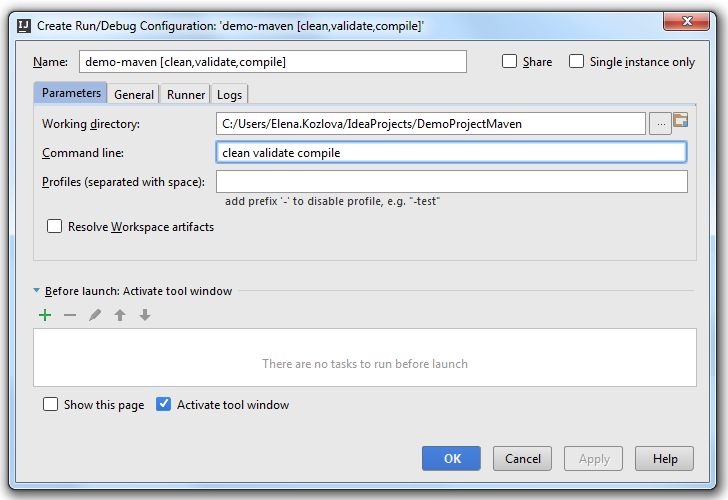 IJ Create Run/Debug Configuration: 'demo-maven [clean,validate,compile]'
Name: demo-maven [clean,validate,compile] Share Single instance only
Parameters General Runner Logs
Working directory: C:/Users/Elena.Kozlova/IdeaProjects/DemoProjectMaven ...
Command line: clean validate compile
Profiles (separated with space):
add prefix '-' to disable profile, e.g. "-test"
Resolve Workspace artifacts
Before launch: Activate tool window
There are no tasks to run before launch
Show this page Activate tool window
OK Cancel Apply Help